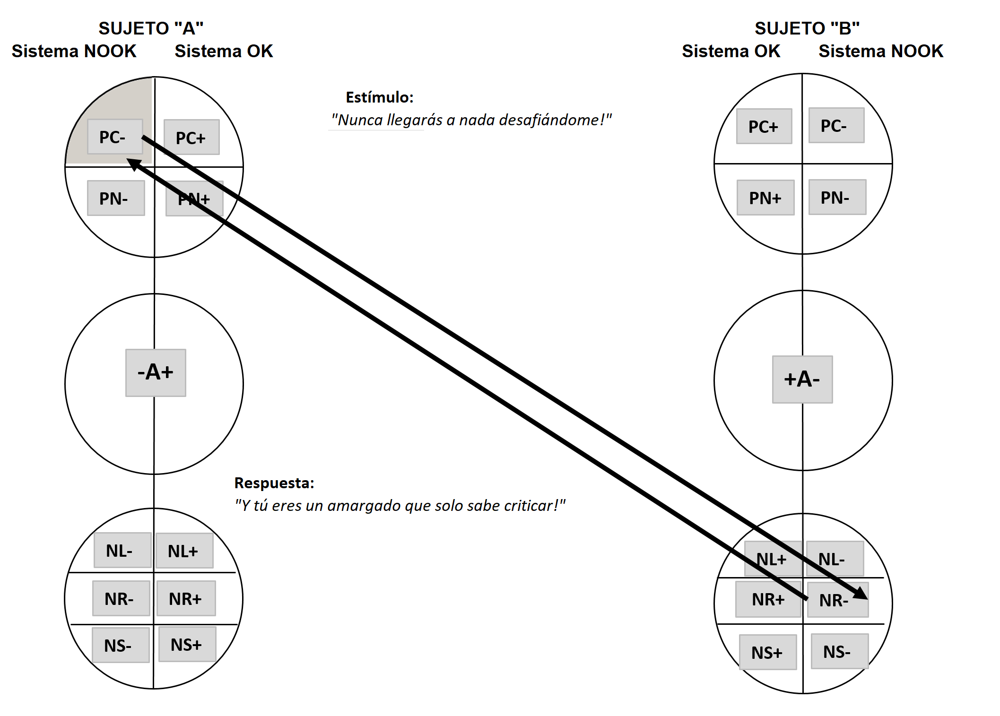 SUJETO "A"
Sistema NOOK Sistema OK
PC- PC+
PN- PN+
-A+
NL- NL+
NR- NR+
NS- NS+
Estímulo:
"Nunca llegarás a nada desafiándome!"
Respuesta:
"Y tú eres un amargado que solo sabe criticar!"
SUJETO "B"
Sistema OK Sistema NOOK
PC+ PC-
PN+ PN-
+A-
NL+ NL-
NR+ NR-
NS+ NS-